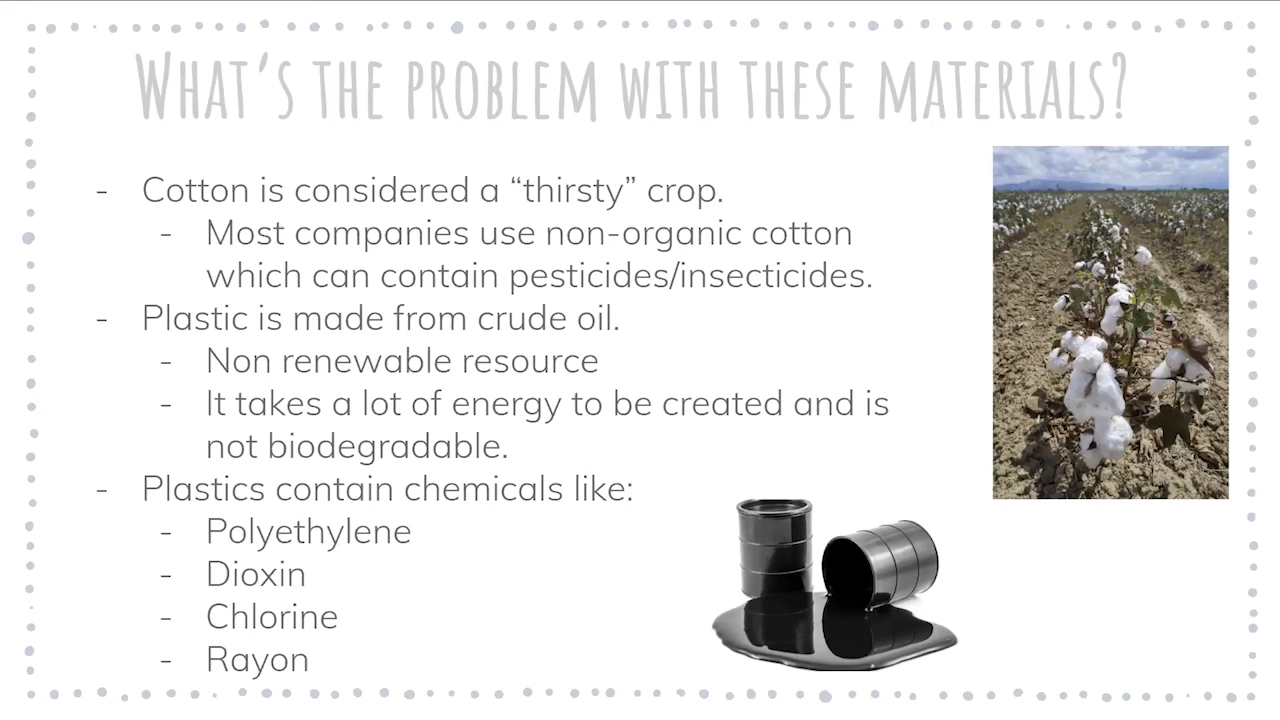 WHAT'S THE PROBLEM WITH THESE MATERIALS?
- Cotton is considered a “thirsty” crop.
- Most companies use non-organic cotton
which can contain pesticides/insecticides.
- Plastic is made from crude oil.
- Non renewable resource
- It takes a lot of energy to be created and is
not biodegradable.
- Plastics contain chemicals like:
- Polyethylene
- Dioxin
- Chlorine
- Rayon